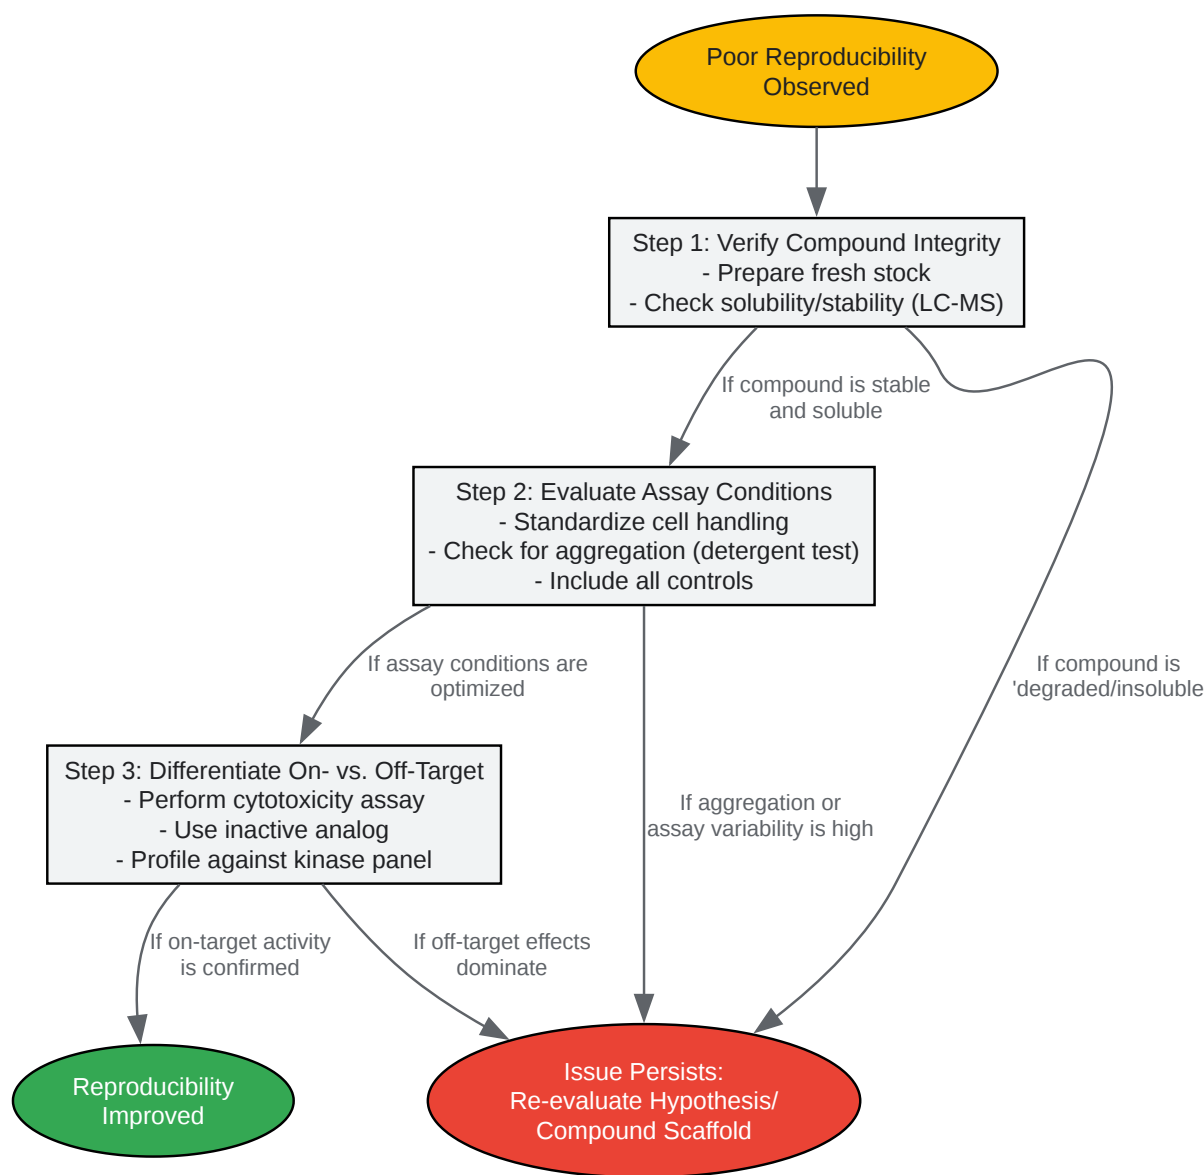 Poor Reproducibility
Observed
Step 1: Verify Compound Integrity
- Prepare fresh stock
- Check solubility/stability (LC-MS)
If compound is stable
and soluble
Step 2: Evaluate Assay Conditions
- Standardize cell handling
- Check for aggregation (detergent test)
- Include all controls
If assay conditions are
optimized
If compound is
'degraded/insoluble
Step 3: Differentiate On- vs. Off-Target
- Perform cytotoxicity assay
- Use inactive analog
- Profile against kinase panel
If aggregation or
assay variability is high
If on-target activity
is confirmed
If off-target effects
dominate
Reproducibility
Improved
Issue Persists:
Re-evaluate Hypothesis/
Compound Scaffold